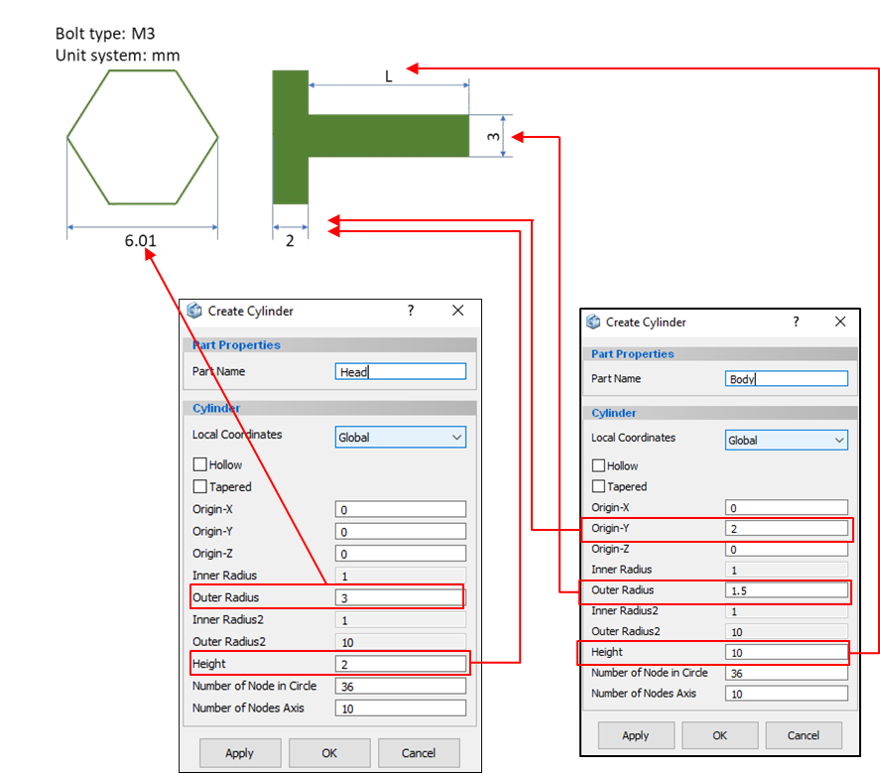 Bolt type: M3
Unit system: mm
L
3
6.01
2
Create Cylinder ?
Part Properties
Part Name Head
Cylinder
Local Coordinates Global
Hollow
Tapered
Origin-X 0
Origin-Y 0
Origin-Z 0
Inner Radius 1
Outer Radius 3
Inner Radius2 1
Outer Radius2 10
Height 2
Number of Node in Circle 36
Number of Nodes Axis 10
Apply OK Cancel
Create Cylinder ?
Part Properties
Part Name Body
Cylinder
Local Coordinates Global
Hollow
Tapered
Origin-X 0
Origin-Y 2
Origin-Z 0
Inner Radius 1
Outer Radius 1.5
Inner Radius2 1
Outer Radius2 10
Height 10
Number of Node in Circle 36
Number of Nodes Axis 10
Apply OK Cancel